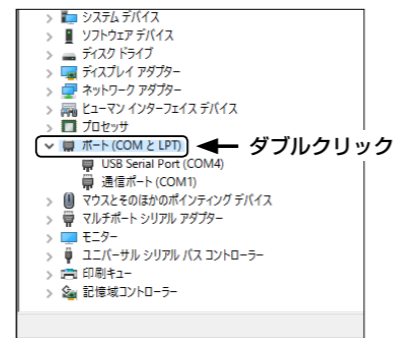 システム デバイス
ソフトウェア デバイス
ディスク ドライブ
ディスプレイ アダプター
ネットワーク アダプター
ヒューマン インターフェイス デバイス
プロセッサ
ポート (COM と LPT) ダブルクリック
USB Serial Port (COM4)
通信ポート (COM1)
マウスとそのほかのポインティング デバイス
マルチポート シリアル アダプター
モニター
ユニバーサル シリアル バス コントローラー
印刷キュー
記憶域コントローラー